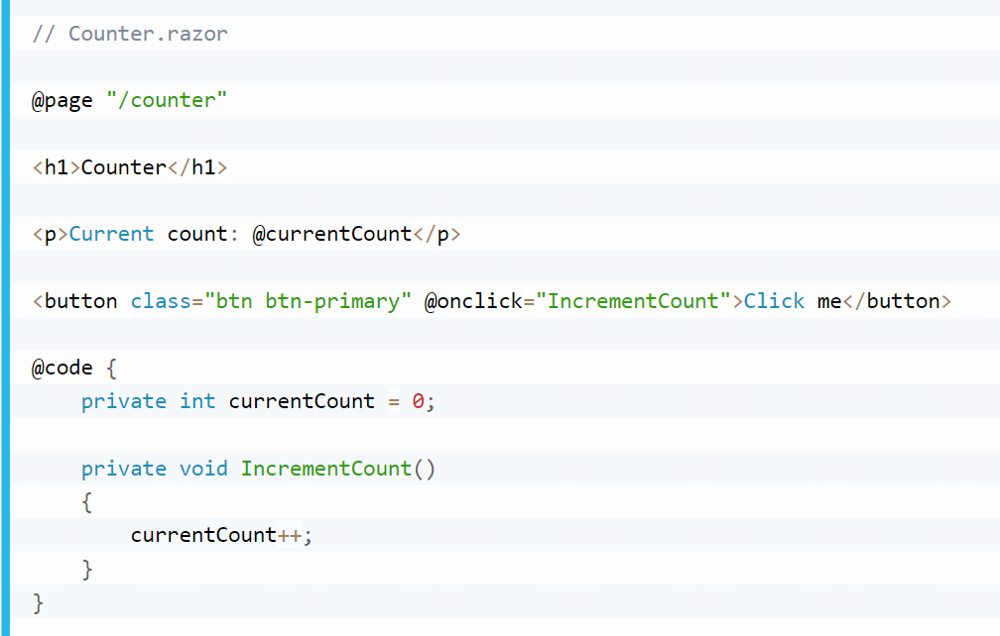 // Counter.razor
@page "/counter"
<h1>Counter</h1>
<p>Current count: @currentCount</p>
<button class="btn btn-primary" @onclick="IncrementCount">Click me</button>
@code {
    private int currentCount = 0;
    private void IncrementCount()
    {
        currentCount++;
    }
}